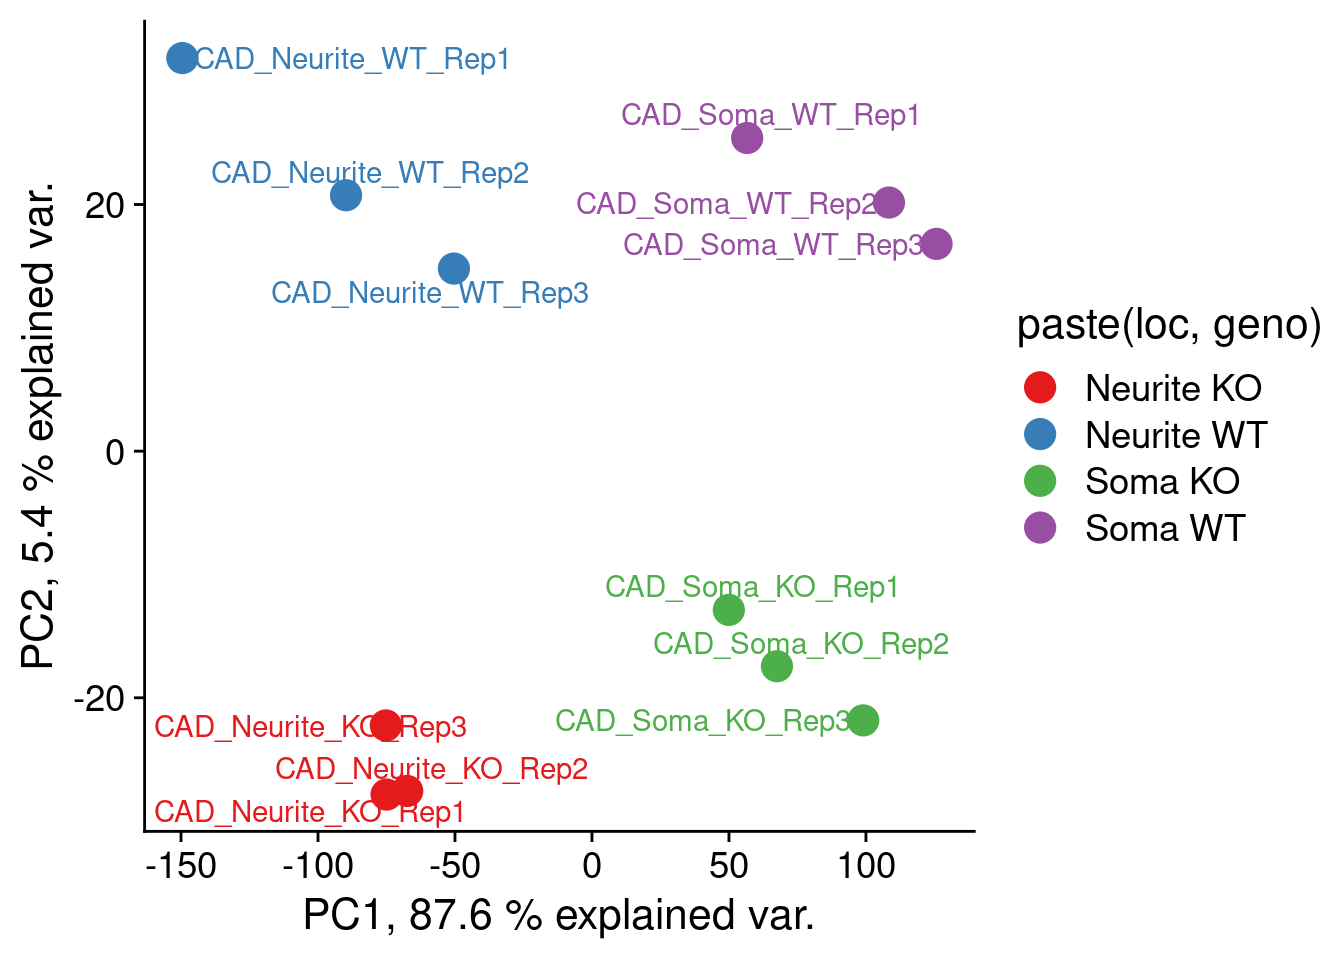 CAD_Neurite_WT_Rep1
CAD_Soma_WT_Rep1
CAD_Neurite_WT_Rep2
CAD_Soma_WT_Rep2
CAD_Soma_WT_Rep3
CAD_Neurite_WT_Rep3
CAD_Soma_KO_Rep1
CAD_Soma_KO_Rep2
CAD_Soma_KO_Rep3
CAD_Neurite_KO_Rep3
CAD_Neurite_KO_Rep2
CAD_Neurite_KO_Rep1
20
0
-20
PC2, 5.4 % explained var.
-150 -100 -50 0 50 100
PC1, 87.6 % explained var.
paste(loc, geno)
Neurite KO
Neurite WT
Soma KO
Soma WT